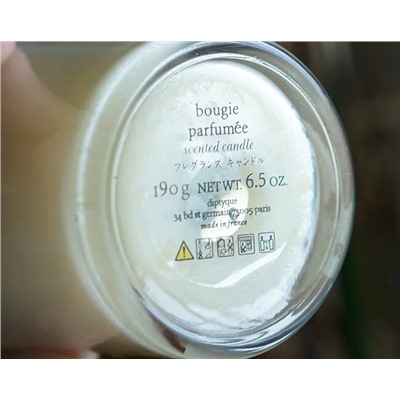 bougie
parfumée
scented candle
フレグランス キャンドル
190g NET WT. 6.5 OZ.
diptyque
34 bd st germain, 75005 paris
made in france